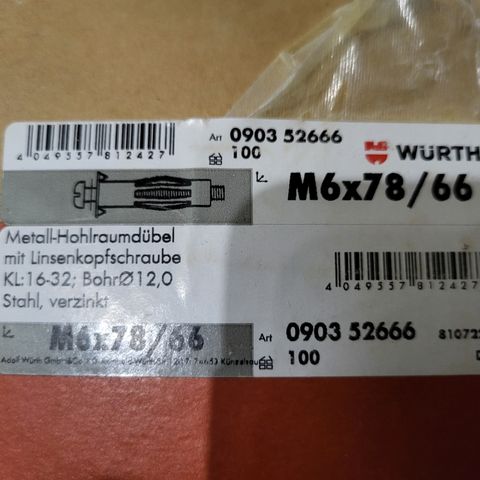 Art 0903 52666
WÜRTH
4 049557 812427
100
M6x78/66
Metall-Hohlraumdübel
mit Linsenkopfschraube
KL:16-32; BohrØ12,0
Stahl, verzinkt
4 049557 812427
M6x78/66
Art 0903 52666
100